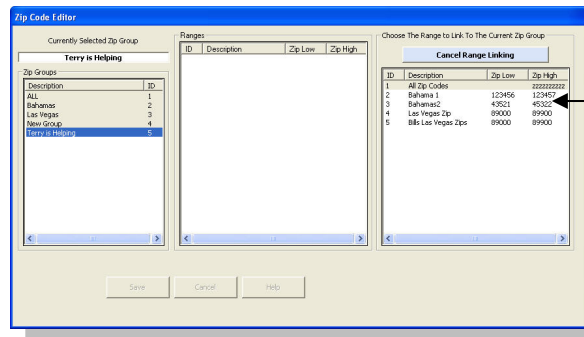 Zip Code Editor
Currently Selected Zip Group
Terry is Helping
Zip Groups
Description ID
ALL 1
Bahamas 2
Las Vegas 3
New Group 4
Terry is Helping 5
Ranges
ID Description Zip Low Zip High
Choose The Range to Link To The Current Zip Group
Cancel Range Linking
ID Description Zip Low Zip High
1 All Zip Codes zzzzzzzzzz
2 Bahama 1 123456 123457
3 Bahamas2 43521 45322
4 Las Vegas Zip 89000 89900
5 Bills Las Vegas Zips 89000 89900
Save Cancel Help